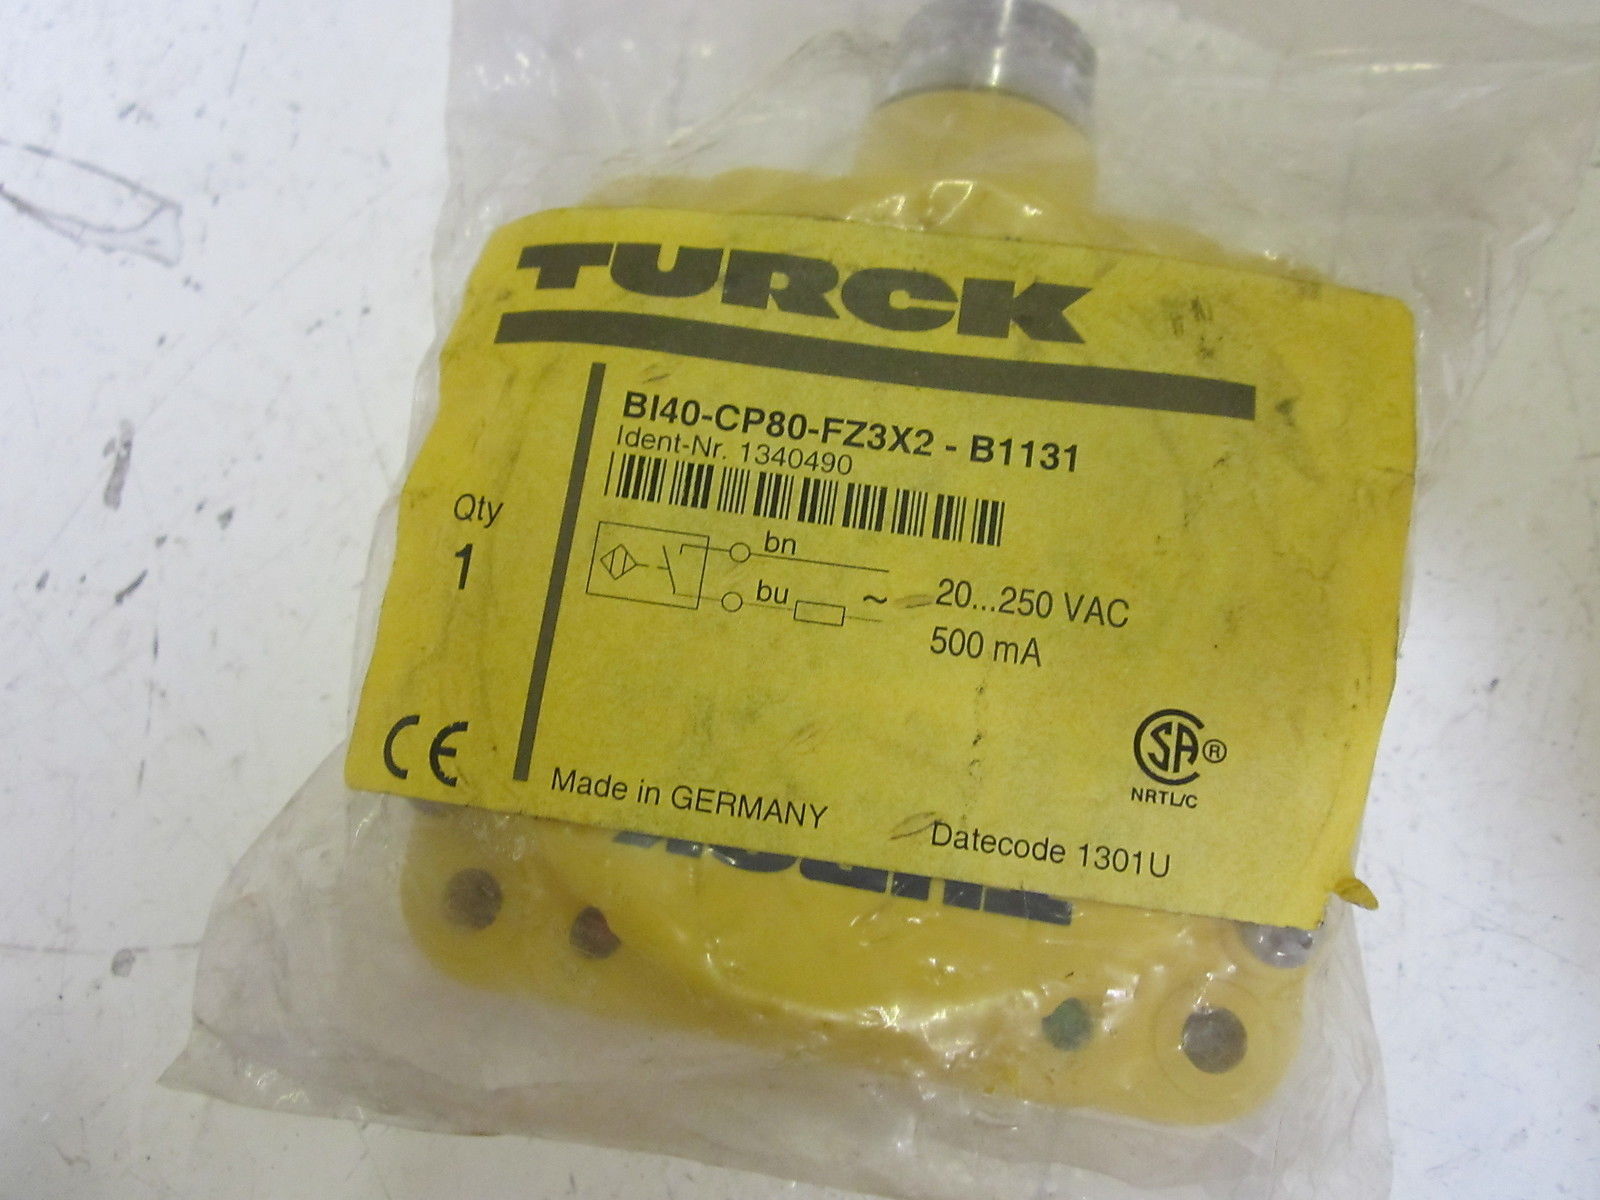 TURCK
BI40-CP80-FZ3X2 - B1131
Ident-Nr. 1340490
Qty
1
bn
bu
~
20...250 VAC
500 mA
CE
SA®
NRTL/C
Made in GERMANY
Datecode 1301U
TURCK